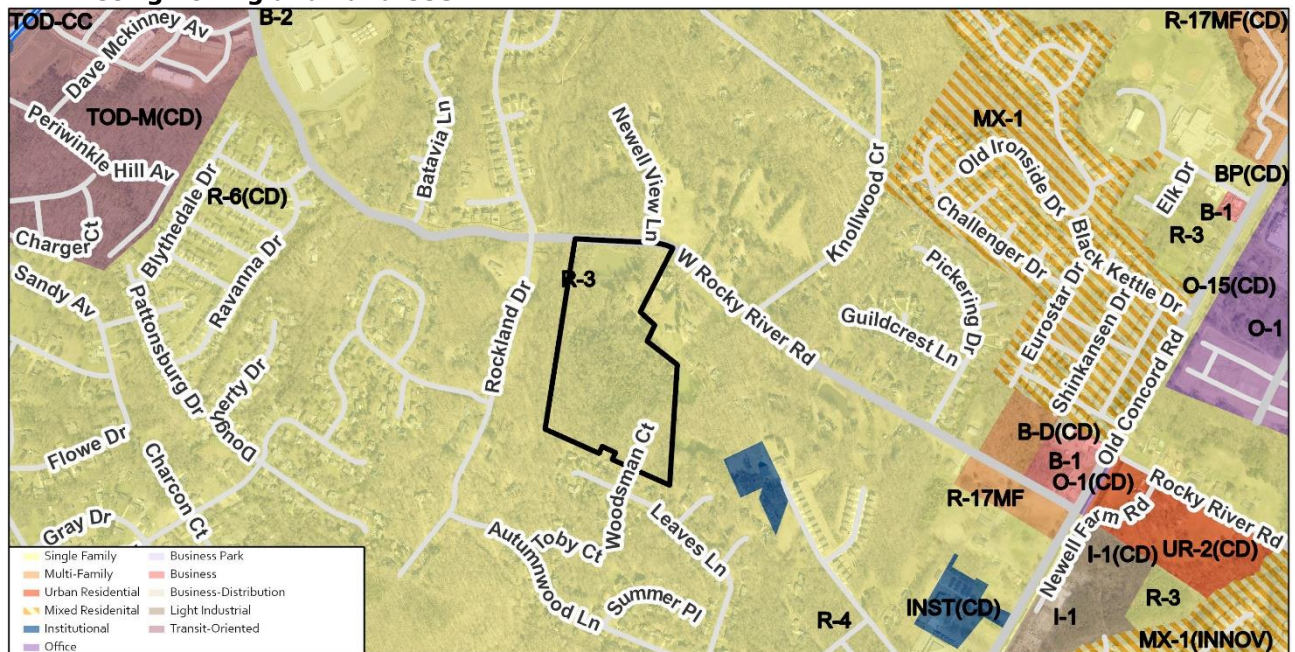 TOD-CC
B-2
R-17MF(CD)
Dave Mckinney Av
TOD-M(CD)
Periwinkle Hill Av
Batavia Ln
Newell View Ln
MX-1
Old Ironside Dr
Knollwood Cr
Elk Dr
BP(CD)
B-1
R-3
R-6(CD)
Blythedale Dr
Charger Ct
Ravanna Dr
Challenger Dr
Black Kettle Dr
O-15(CD)
O-1
Sandy Av
Pattonsburg Dr
R-3
W Rocky River Rd
Pickering Dr
Guildcrest Ln
Eurostar Dr
Shinkansen Dr
Old Concord Rd
Rockland Dr
Flowe Dr
Charcon Ct
Woodsman Ct
B-D(CD)
B-1
O-1(CD)
R-17MF
Rocky River Rd
Gray Dr
Leaves Ln
Toby Ct
Autumnwood Ln
Summer Pl
Newell Farm Rd
I-1(CD)
UR-2(CD)
R-4
INST(CD)
R-3
I-1
MX-1(INNOV)
Single Family
Multi-Family
Urban Residential
Mixed Residenital
Institutional
Office
Business Park
Business
Business-Distribution
Light Industrial
Transit-Oriented